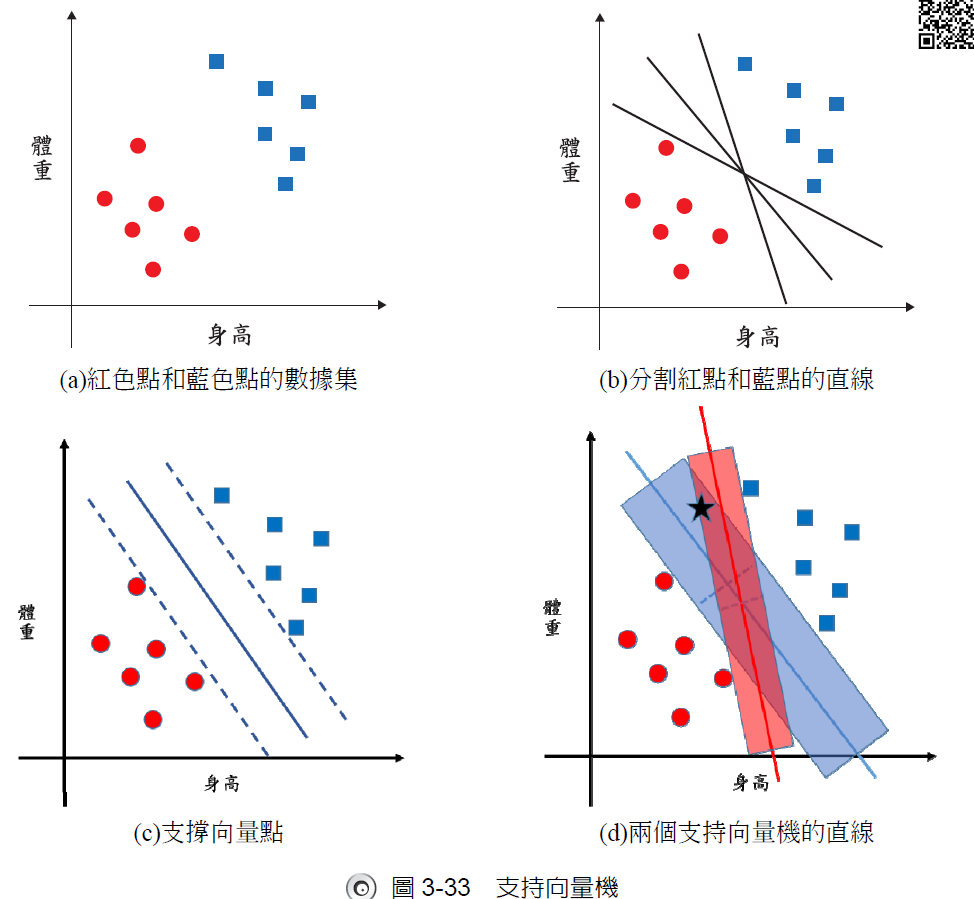 體重
身高
(a)紅色點和藍色點的數據集
體重
身高
(b)分割紅點和藍點的直線
體重
身高
(c)支撐向量點
體重
身高
(d)兩個支持向量機的直線
圖 3-33 支持向量機